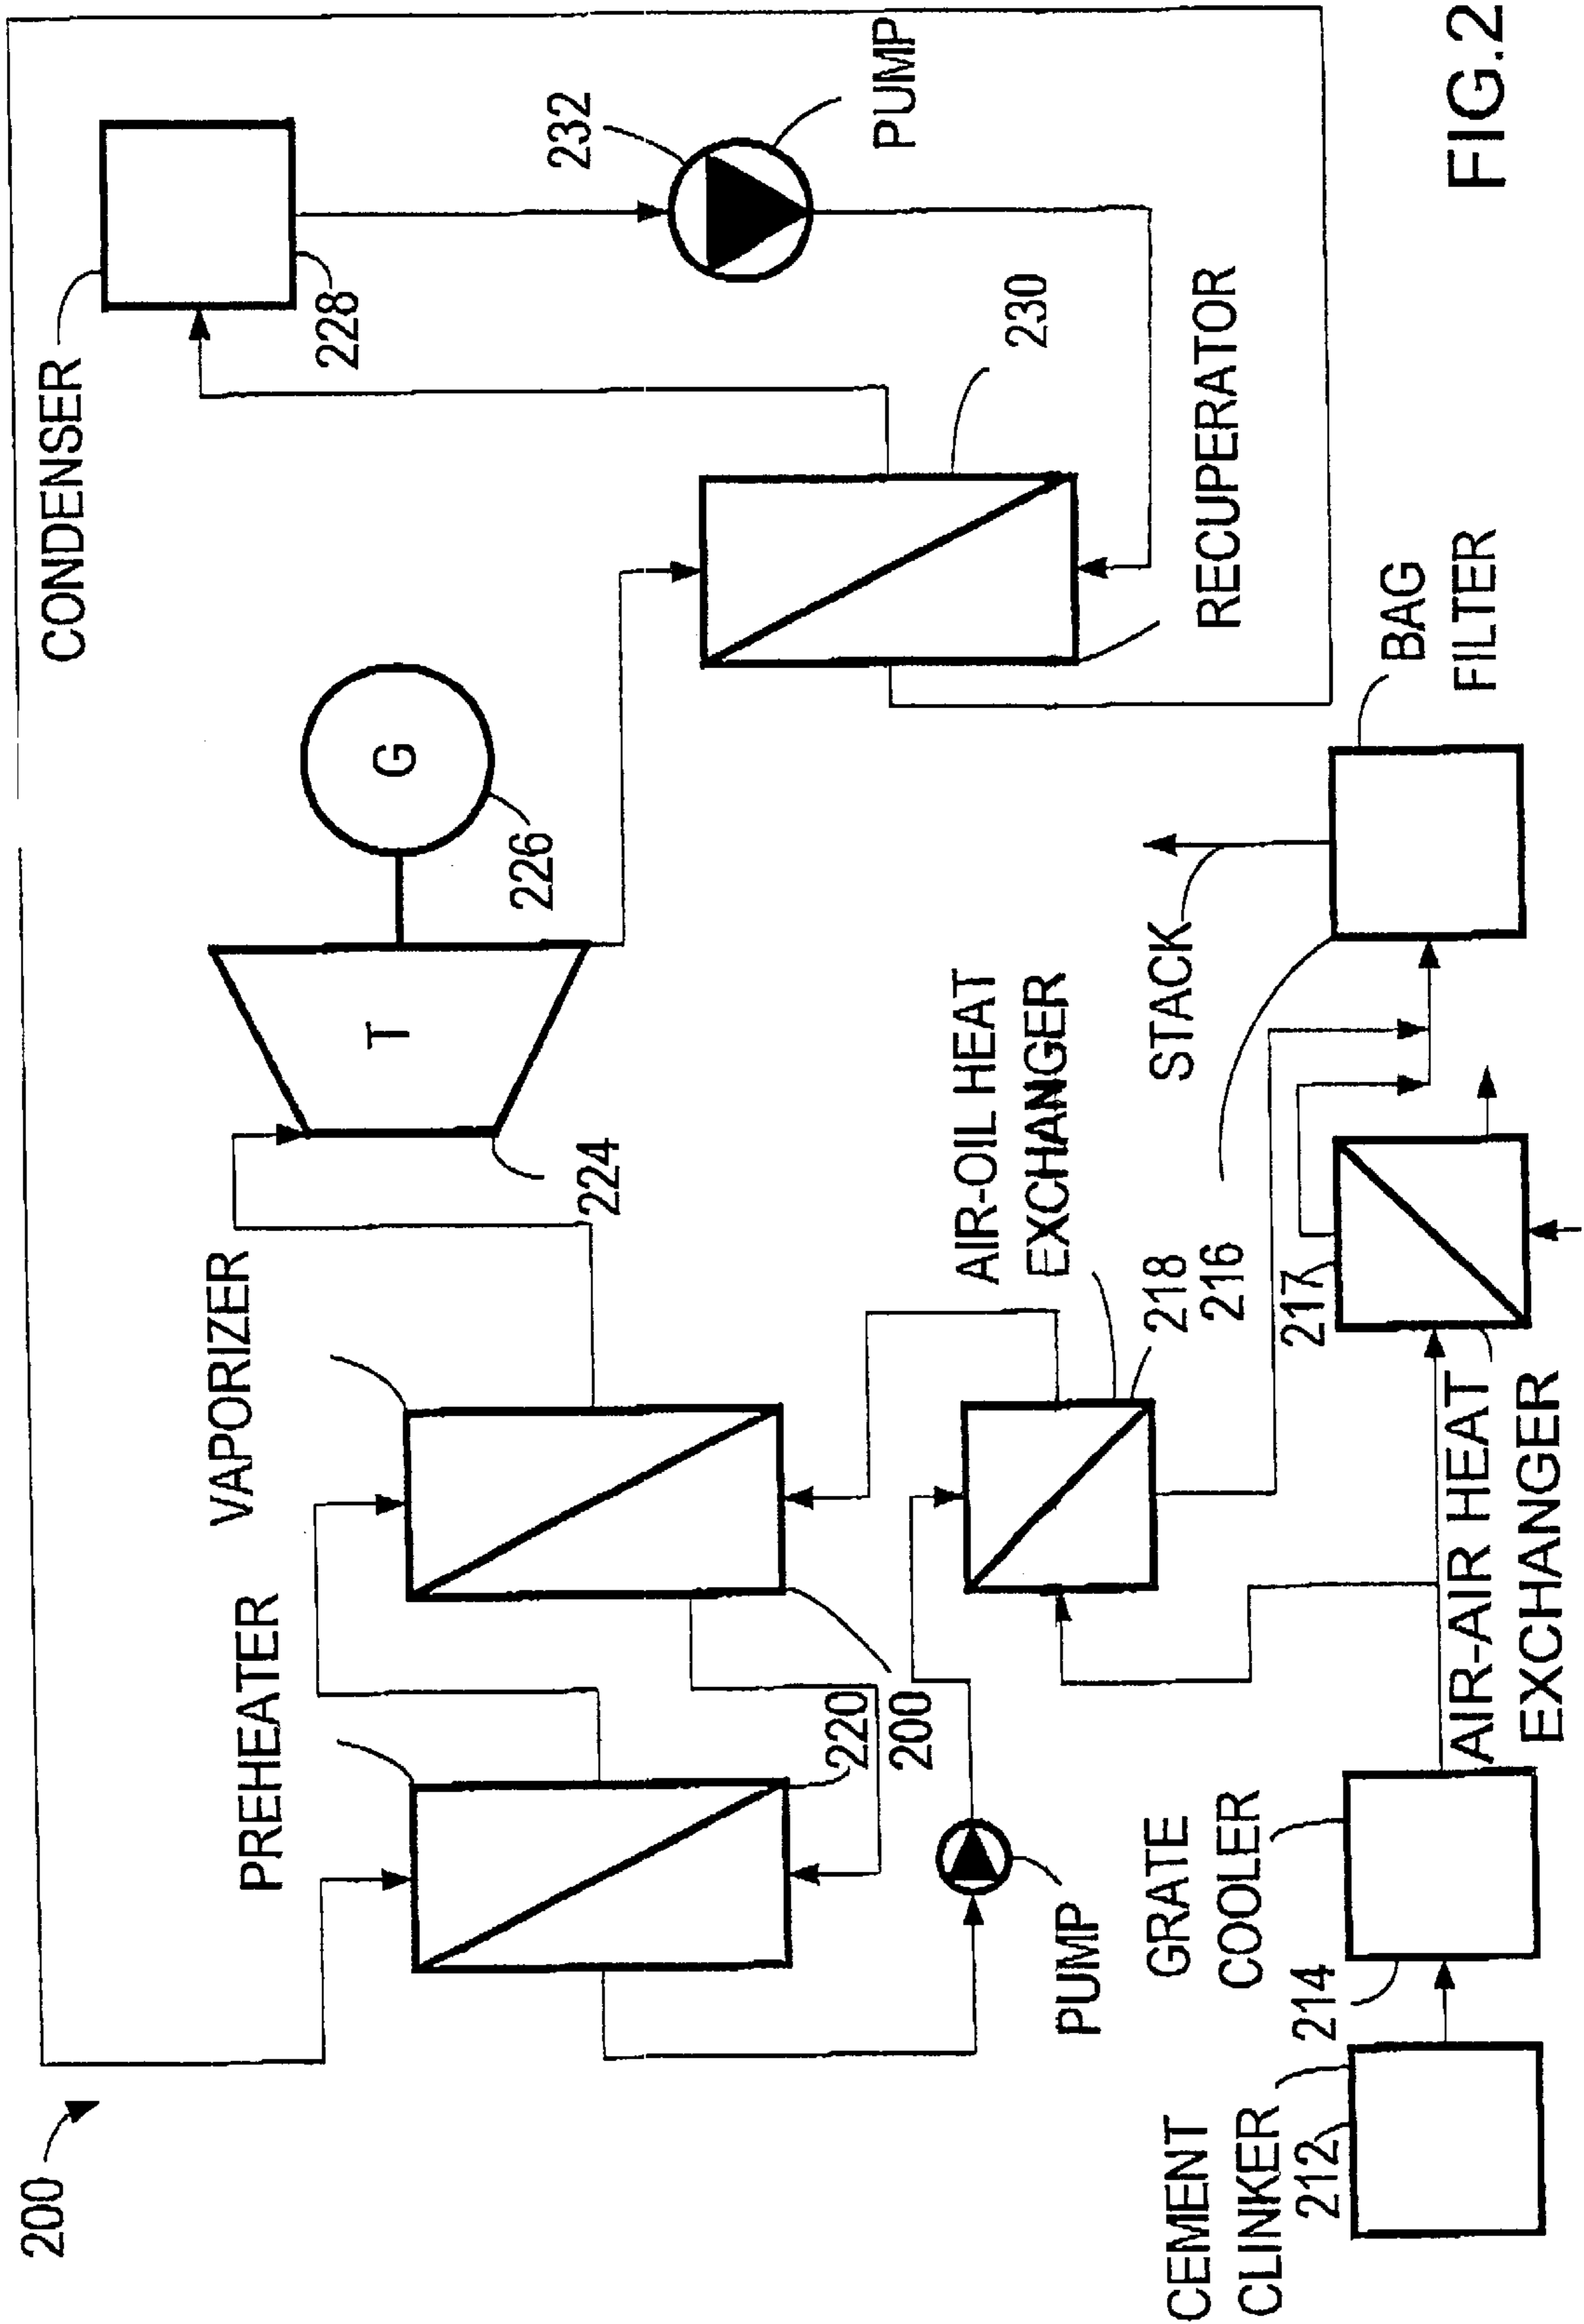 200
CONDENSER
228
232
PUMP
G
226
T
224
230
RECUPERATOR
VAPORIZER
PREHEATER
220
200
AIR-OIL HEAT
EXCHANGER
218
216
STACK
BAG
FILTER
217
AIR-AIR HEAT
EXCHANGER
PUMP
GRATE
COOLER
214
CEMENT
CLINKER
212
FIG.2